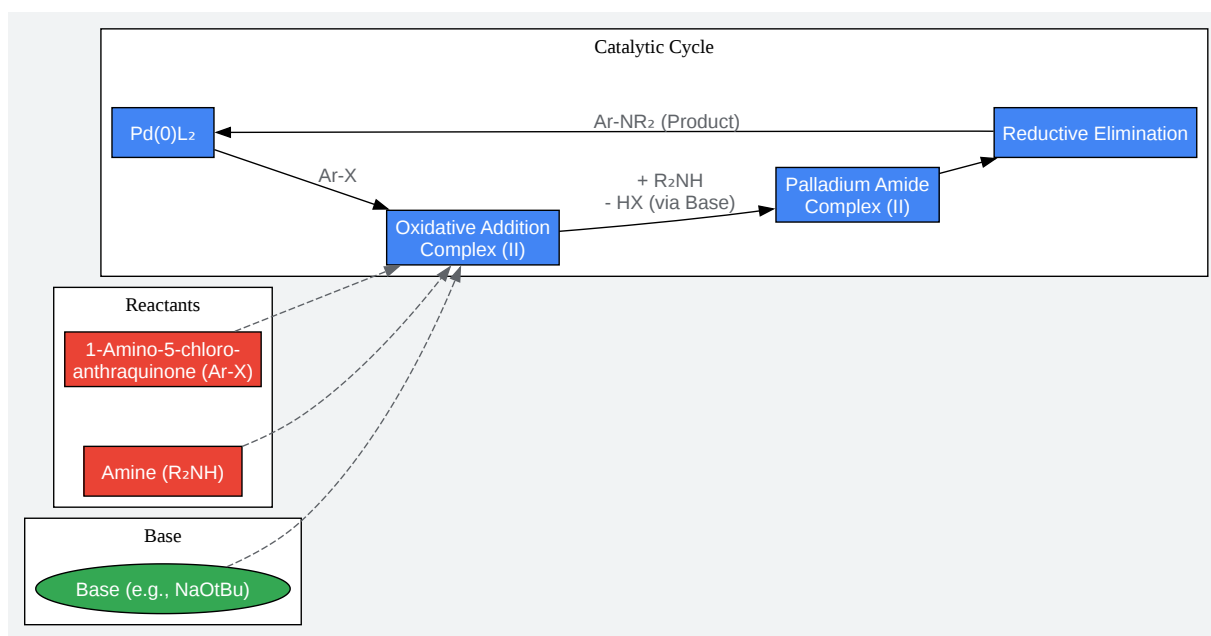 Catalytic Cycle
Pd(0)L₂
Ar-NR₂ (Product)
Reductive Elimination
Ar-X
+ R₂NH
- HX (via Base)
Palladium Amide
Complex (II)
Oxidative Addition
Complex (II)
Reactants
1-Amino-5-chloro-
anthraquinone (Ar-X)
Amine (R₂NH)
Base
Base (e.g., NaOtBu)